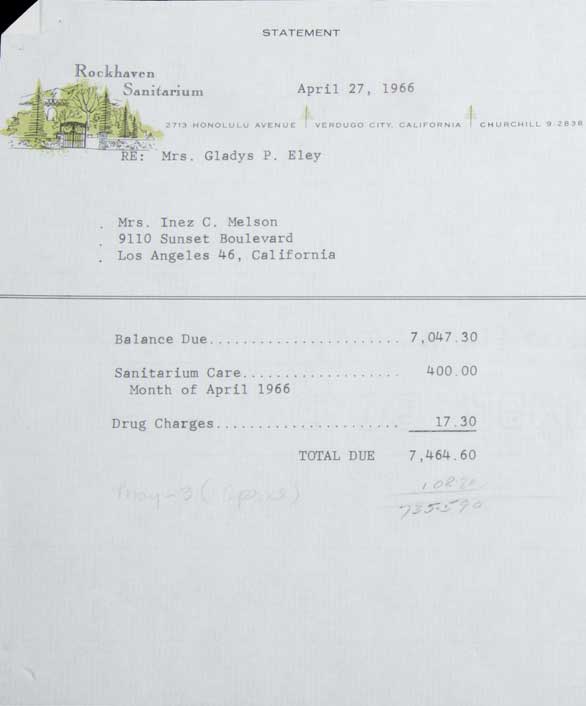 STATEMENT
Rockhaven
Sanitarium
April 27, 1966
2713 HONOLULU AVENUE VERDUGO CITY, CALIFORNIA CHURCHILL 9-2838
RE: Mrs. Gladys P. Eley
Mrs. Inez C. Melson
9110 Sunset Boulevard
Los Angeles 46, California
Balance Due....................... 7,047.30
Sanitarium Care................... 400.00
Month of April 1966
Drug Charges...................... 17.30
TOTAL DUE 7,464.60